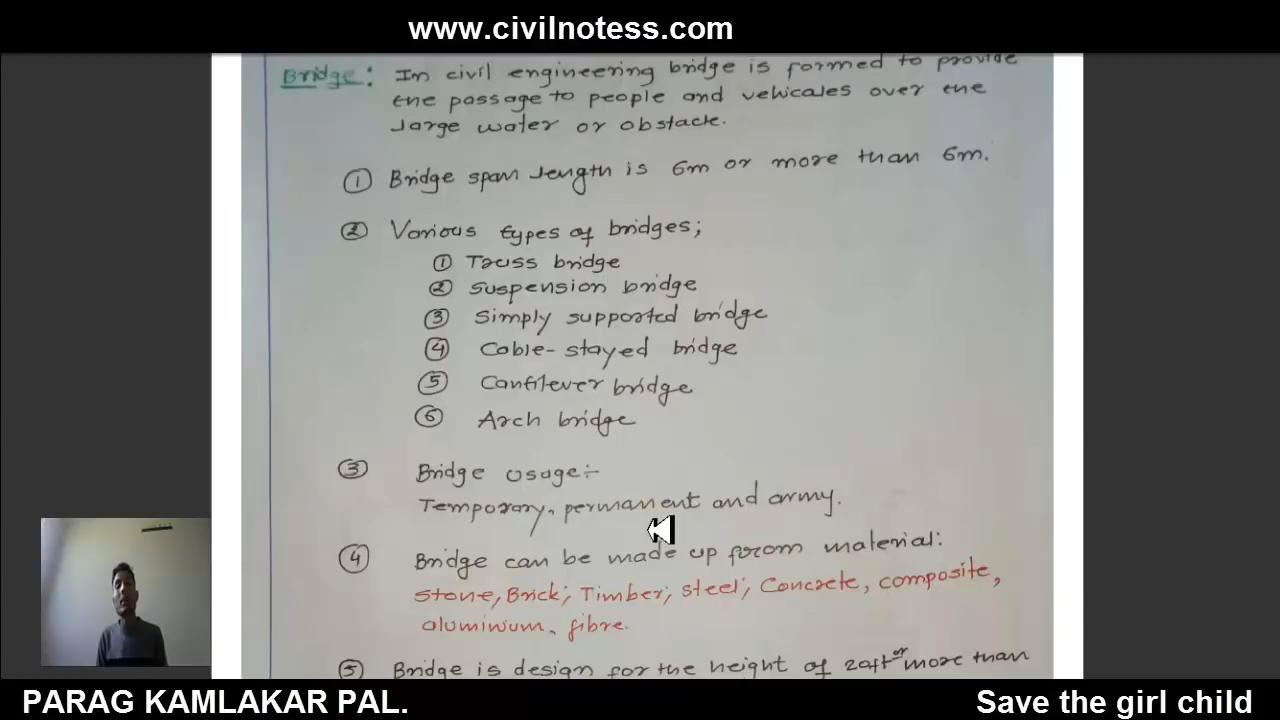 www.civilnotess.com
Bridge: In civil engineering bridge is formed to provide
the passage to people and vehicales over the
large water or obstack.
① Bridge span length is 6m or more than 6m.
② Various types of bridges;
① Truss bridge
② Suspension bridge
③ Simply supported bridge
④ Cable-stayed bridge
⑤ Cantilever bridge
⑥ Arch bridge
③ Bridge usage:-
Temporary, permanent and army.
④ Bridge can be made up from material:
Stone, Brick; Timber; steel; Concrete, composite,
aluminium, fibre.
⑤ Bridge is design for the height of 20ft or more than
PARAG KAMLAKAR PAL.
Save the girl child